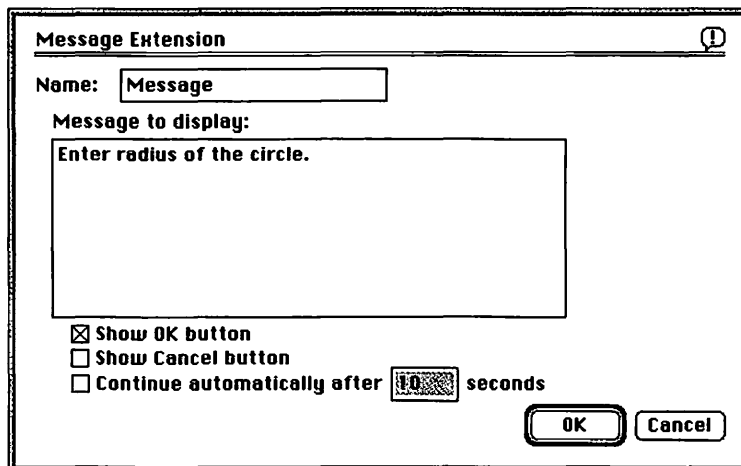 Message Extension
Name: Message
Message to display:
Enter radius of the circle.
Show OK button
Show Cancel button
Continue automatically after 10 seconds
OK Cancel